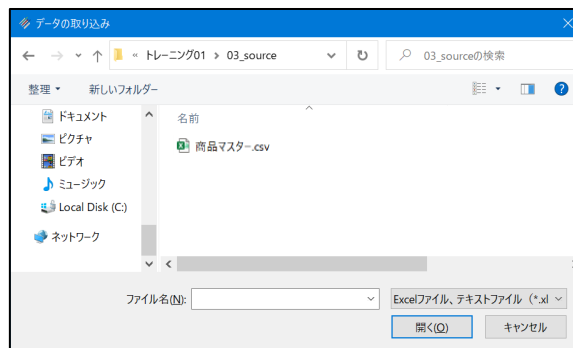 データの取り込み
« トレーニング01 › 03_source
03_sourceの検索
整理
新しいフォルダー
ドキュメント
ピクチャ
ビデオ
ミュージック
Local Disk (C:)
ネットワーク
名前
商品マスター.csv
ファイル名(N):
Excelファイル、テキストファイル (*.xl
開く(O)
キャンセル